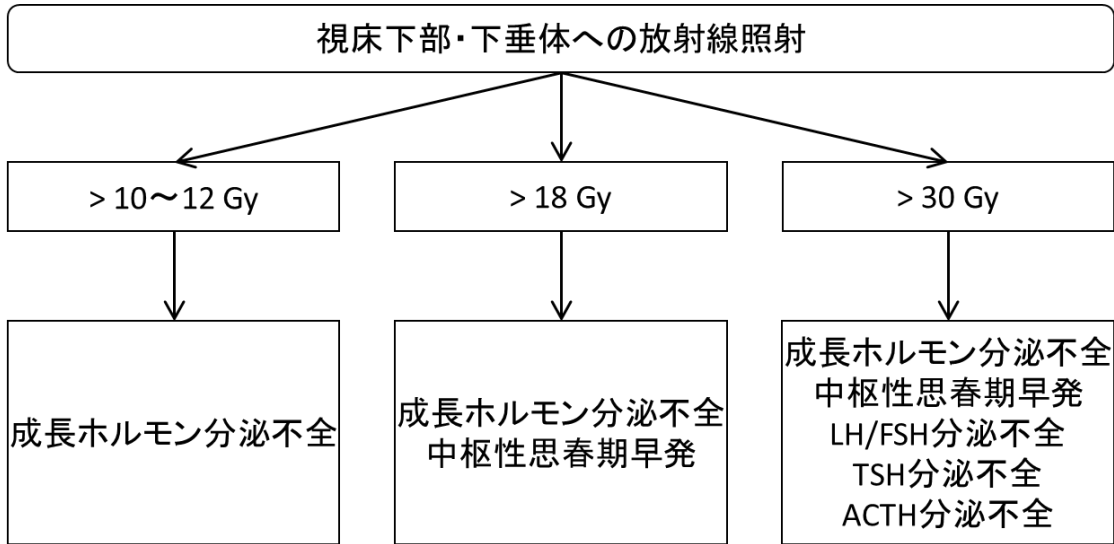 視床下部・下垂体への放射線照射
> 10～12 Gy
> 18 Gy
> 30 Gy
成長ホルモン分泌不全
成長ホルモン分泌不全
中枢性思春期早発
成長ホルモン分泌不全
中枢性思春期早発
LH/FSH分泌不全
TSH分泌不全
ACTH分泌不全